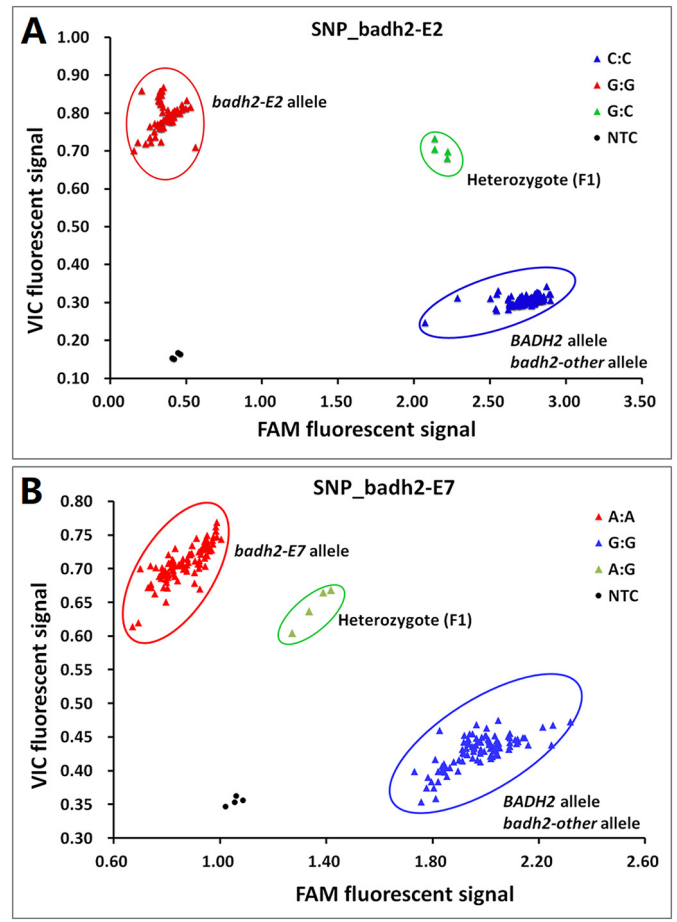 A
SNP_badh2-E2
1.00
0.90
0.80
0.70
0.60
0.50
0.40
0.30
0.20
0.10
VIC fluorescent signal
badh2-E2 allele
C:C
G:G
G:C
NTC
Heterozygote (F1)
BADH2 allele
badh2-other allele
0.00 0.50 1.00 1.50 2.00 2.50 3.00 3.50
FAM fluorescent signal
B
SNP_badh2-E7
0.80
0.75
0.70
0.65
0.60
0.55
0.50
0.45
0.40
0.35
0.30
VIC fluorescent signal
badh2-E7 allele
A:A
G:G
A:G
NTC
Heterozygote (F1)
BADH2 allele
badh2-other allele
0.60 1.00 1.40 1.80 2.20 2.60
FAM fluorescent signal